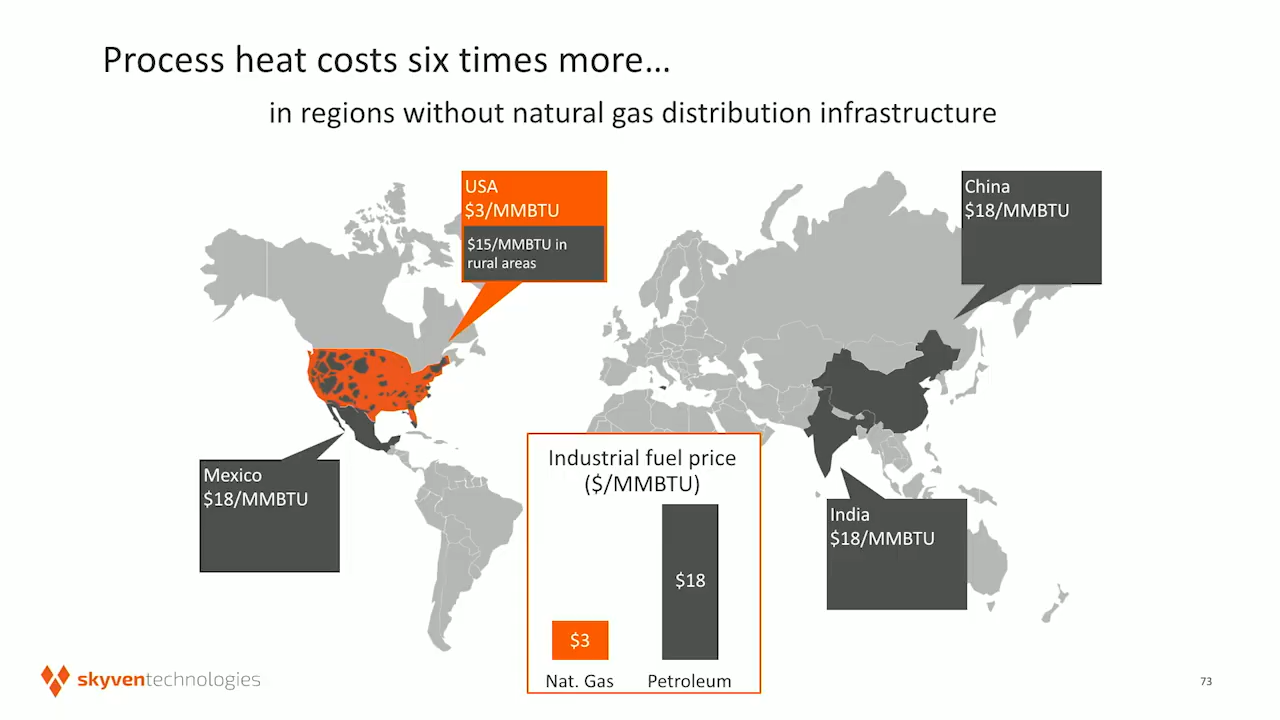 Process heat costs six times more…
in regions without natural gas distribution infrastructure
USA
$3/MMBTU
$15/MMBTU in
rural areas
China
$18/MMBTU
Mexico
$18/MMBTU
India
$18/MMBTU
Industrial fuel price
($/MMBTU)
$18
$3
Nat. Gas
Petroleum
skyventechnologies
73